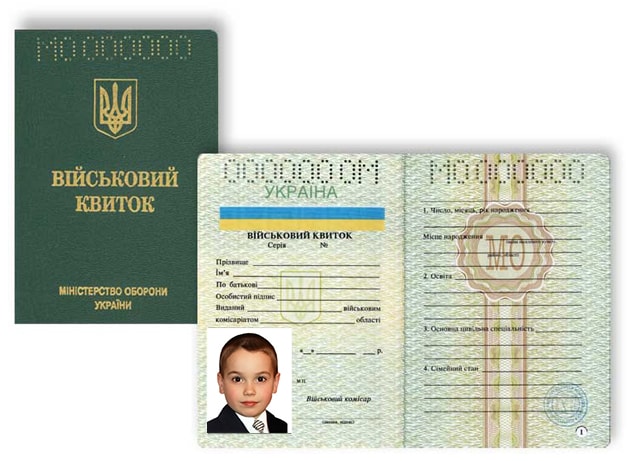 МО 000000
ВІЙСЬКОВИЙ
КВИТОК
МІНІСТЕРСТВО ОБОРОНИ
УКРАЇНИ
000000 ОМ
УКРАЇНА
ВІЙСЬКОВИЙ КВИТОК
Серія №
Прізвище
Ім'я
По батькові
Особистий підпис
Виданий військовим
комісаріатом області
« » р.
м.п.
Військовий комісар
(звання, підпис)
МО 000000
1. Число, місяць, рік народження
Місце народження
МО
2. Освіта
3. Основна цивільна спеціальність
4. Сімейний стан
1